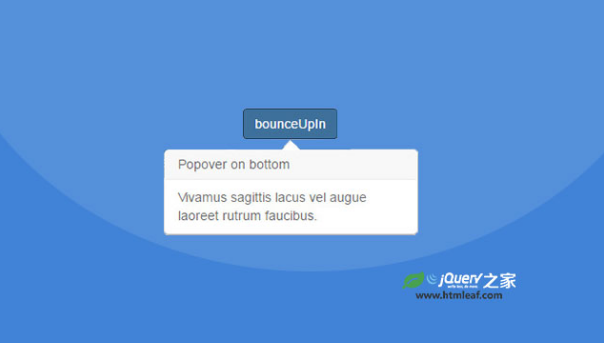 bounceUpIn
Popover on bottom
Vivamus sagittis lacus vel augue
laoreet rutrum faucibus.
jQuery之家
www.htmleaf.com